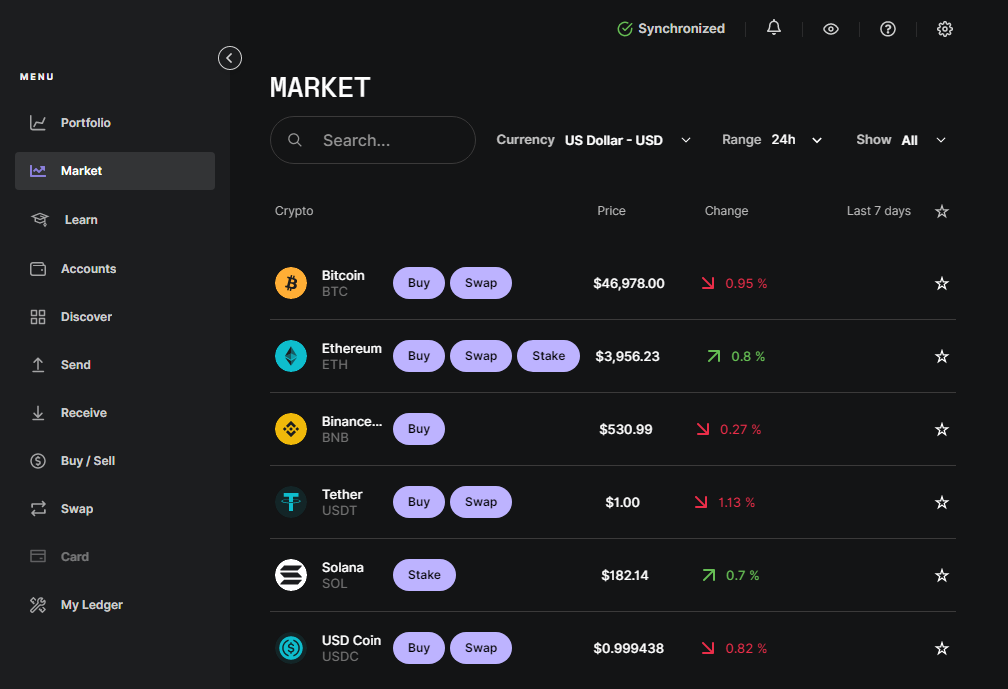 Synchronized
MENU
Portfolio
Market
Learn
Accounts
Discover
Send
Receive
Buy / Sell
Swap
Card
My Ledger
MARKET
Search...
Currency US Dollar - USD
Range 24h
Show All
Crypto Price Change Last 7 days
Bitcoin
BTC
Buy Swap $46,978.00 0.95 %
Ethereum
ETH
Buy Swap Stake $3,956.23 0.8 %
Binance...
BNB
Buy $530.99 0.27 %
Tether
USDT
Buy Swap $1.00 1.13 %
Solana
SOL
Stake $182.14 0.7 %
USD Coin
USDC
Buy Swap $0.999438 0.82 %